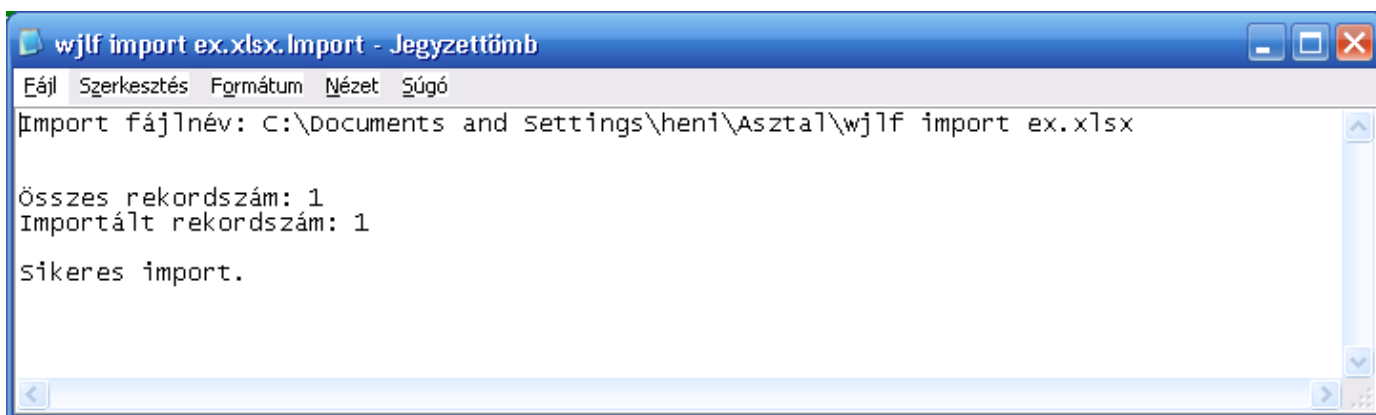 wjlf import ex.xlsx.Import - Jegyzettömb
Fájl Szerkesztés Formátum Nézet Súgó
Import fájlnév: C:\Documents and Settings\heni\Asztal\wjlf import ex.xlsx
Összes rekordszám: 1
Importált rekordszám: 1
Sikeres import.